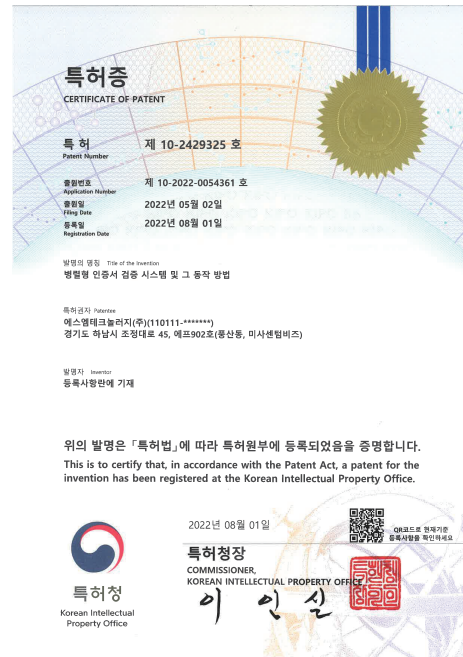 특허증
CERTIFICATE OF PATENT
특 허 제 10-2429325 호
Patent Number
출원번호 제 10-2022-0054361 호
Application Number
출원일 2022년 05월 02일
Filing Date
등록일 2022년 08월 01일
Registration Date
발명의 명칭 Title of the Invention
병렬형 인증서 검증 시스템 및 그 동작 방법
특허권자 Patentee
에스엠테크놀러지(주)(110111-*******)
경기도 하남시 조정대로 45, 에프902호(풍산동, 미사센텀비즈)
발명자 Inventor
등록사항란에 기재
위의 발명은 「특허법」에 따라 특허원부에 등록되었음을 증명합니다.
This is to certify that, in accordance with the Patent Act, a patent for the
invention has been registered at the Korean Intellectual Property Office.
2022년 08월 01일
QR코드로 현재기준
등록사항을 확인하세요
특허청장
COMMISSIONER,
KOREAN INTELLECTUAL PROPERTY OFFICE
이 인 실
특허청
Korean Intellectual
Property Office